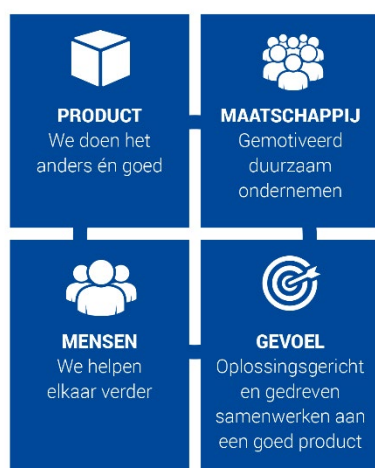 PRODUCT
We doen het
anders én goed
MAATSCHAPPIJ
Gemotiveerd
duurzaam
ondernemen
MENSEN
We helpen
elkaar verder
GEVOEL
Oplossingsgericht
en gedreven
samenwerken aan
een goed product